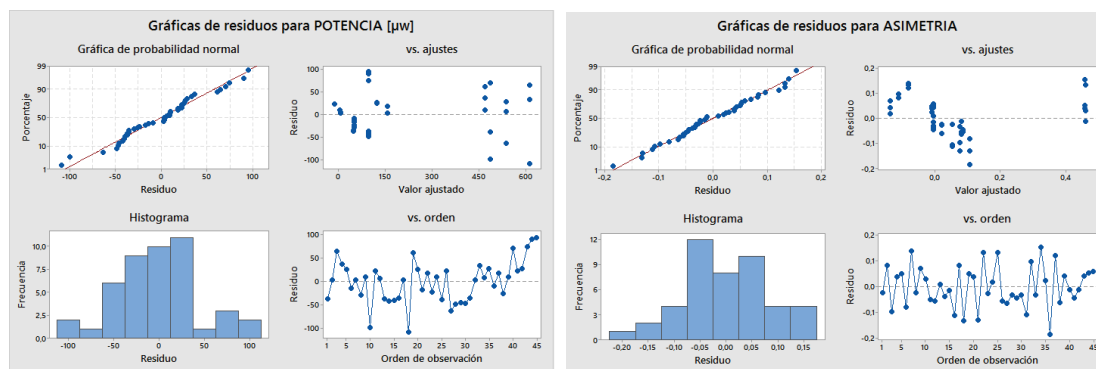 Gráficas de residuos para POTENCIA [µw]
Gráfica de probabilidad normal
99
90
50
10
1
Porcentaje
-100 -50 0 50 100
Residuo
vs. ajustes
100
50
0
-50
-100
Residuo
0 150 300 450 600
Valor ajustado
Histograma
10,0
7,5
5,0
2,5
0,0
Frecuencia
-100 -50 0 50 100
Residuo
vs. orden
100
50
0
-50
-100
Residuo
1 5 10 15 20 25 30 35 40 45
Orden de observación
Gráficas de residuos para ASIMETRIA
Gráfica de probabilidad normal
99
90
50
10
1
Porcentaje
-0,2 -0,1 0,0 0,1 0,2
Residuo
vs. ajustes
0,2
0,1
0,0
-0,1
-0,2
Residuo
0,0 0,2 0,4
Valor ajustado
Histograma
12
9
6
3
0
Frecuencia
-0,20 -0,15 -0,10 -0,05 0,00 0,05 0,10 0,15
Residuo
vs. orden
0,2
0,1
0,0
-0,1
-0,2
Residuo
1 5 10 15 20 25 30 35 40 45
Orden de observación